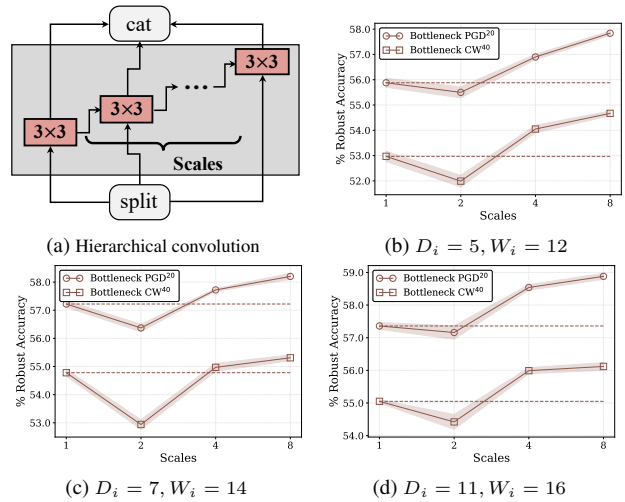 cat
3×3
3×3
3×3
Scales
split
(a) Hierarchical convolution
% Robust Accuracy
58.0
57.0
56.0
55.0
54.0
53.0
52.0
Bottleneck PGD²⁰
Bottleneck CW⁴⁰
1
2
4
8
Scales
(b) Dᵢ = 5, Wᵢ = 12
% Robust Accuracy
58.0
57.0
56.0
55.0
54.0
53.0
Bottleneck PGD²⁰
Bottleneck CW⁴⁰
1
2
4
8
Scales
(c) Dᵢ = 7, Wᵢ = 14
% Robust Accuracy
59.0
58.0
57.0
56.0
55.0
54.0
Bottleneck PGD²⁰
Bottleneck CW⁴⁰
1
2
4
8
Scales
(d) Dᵢ = 11, Wᵢ = 16